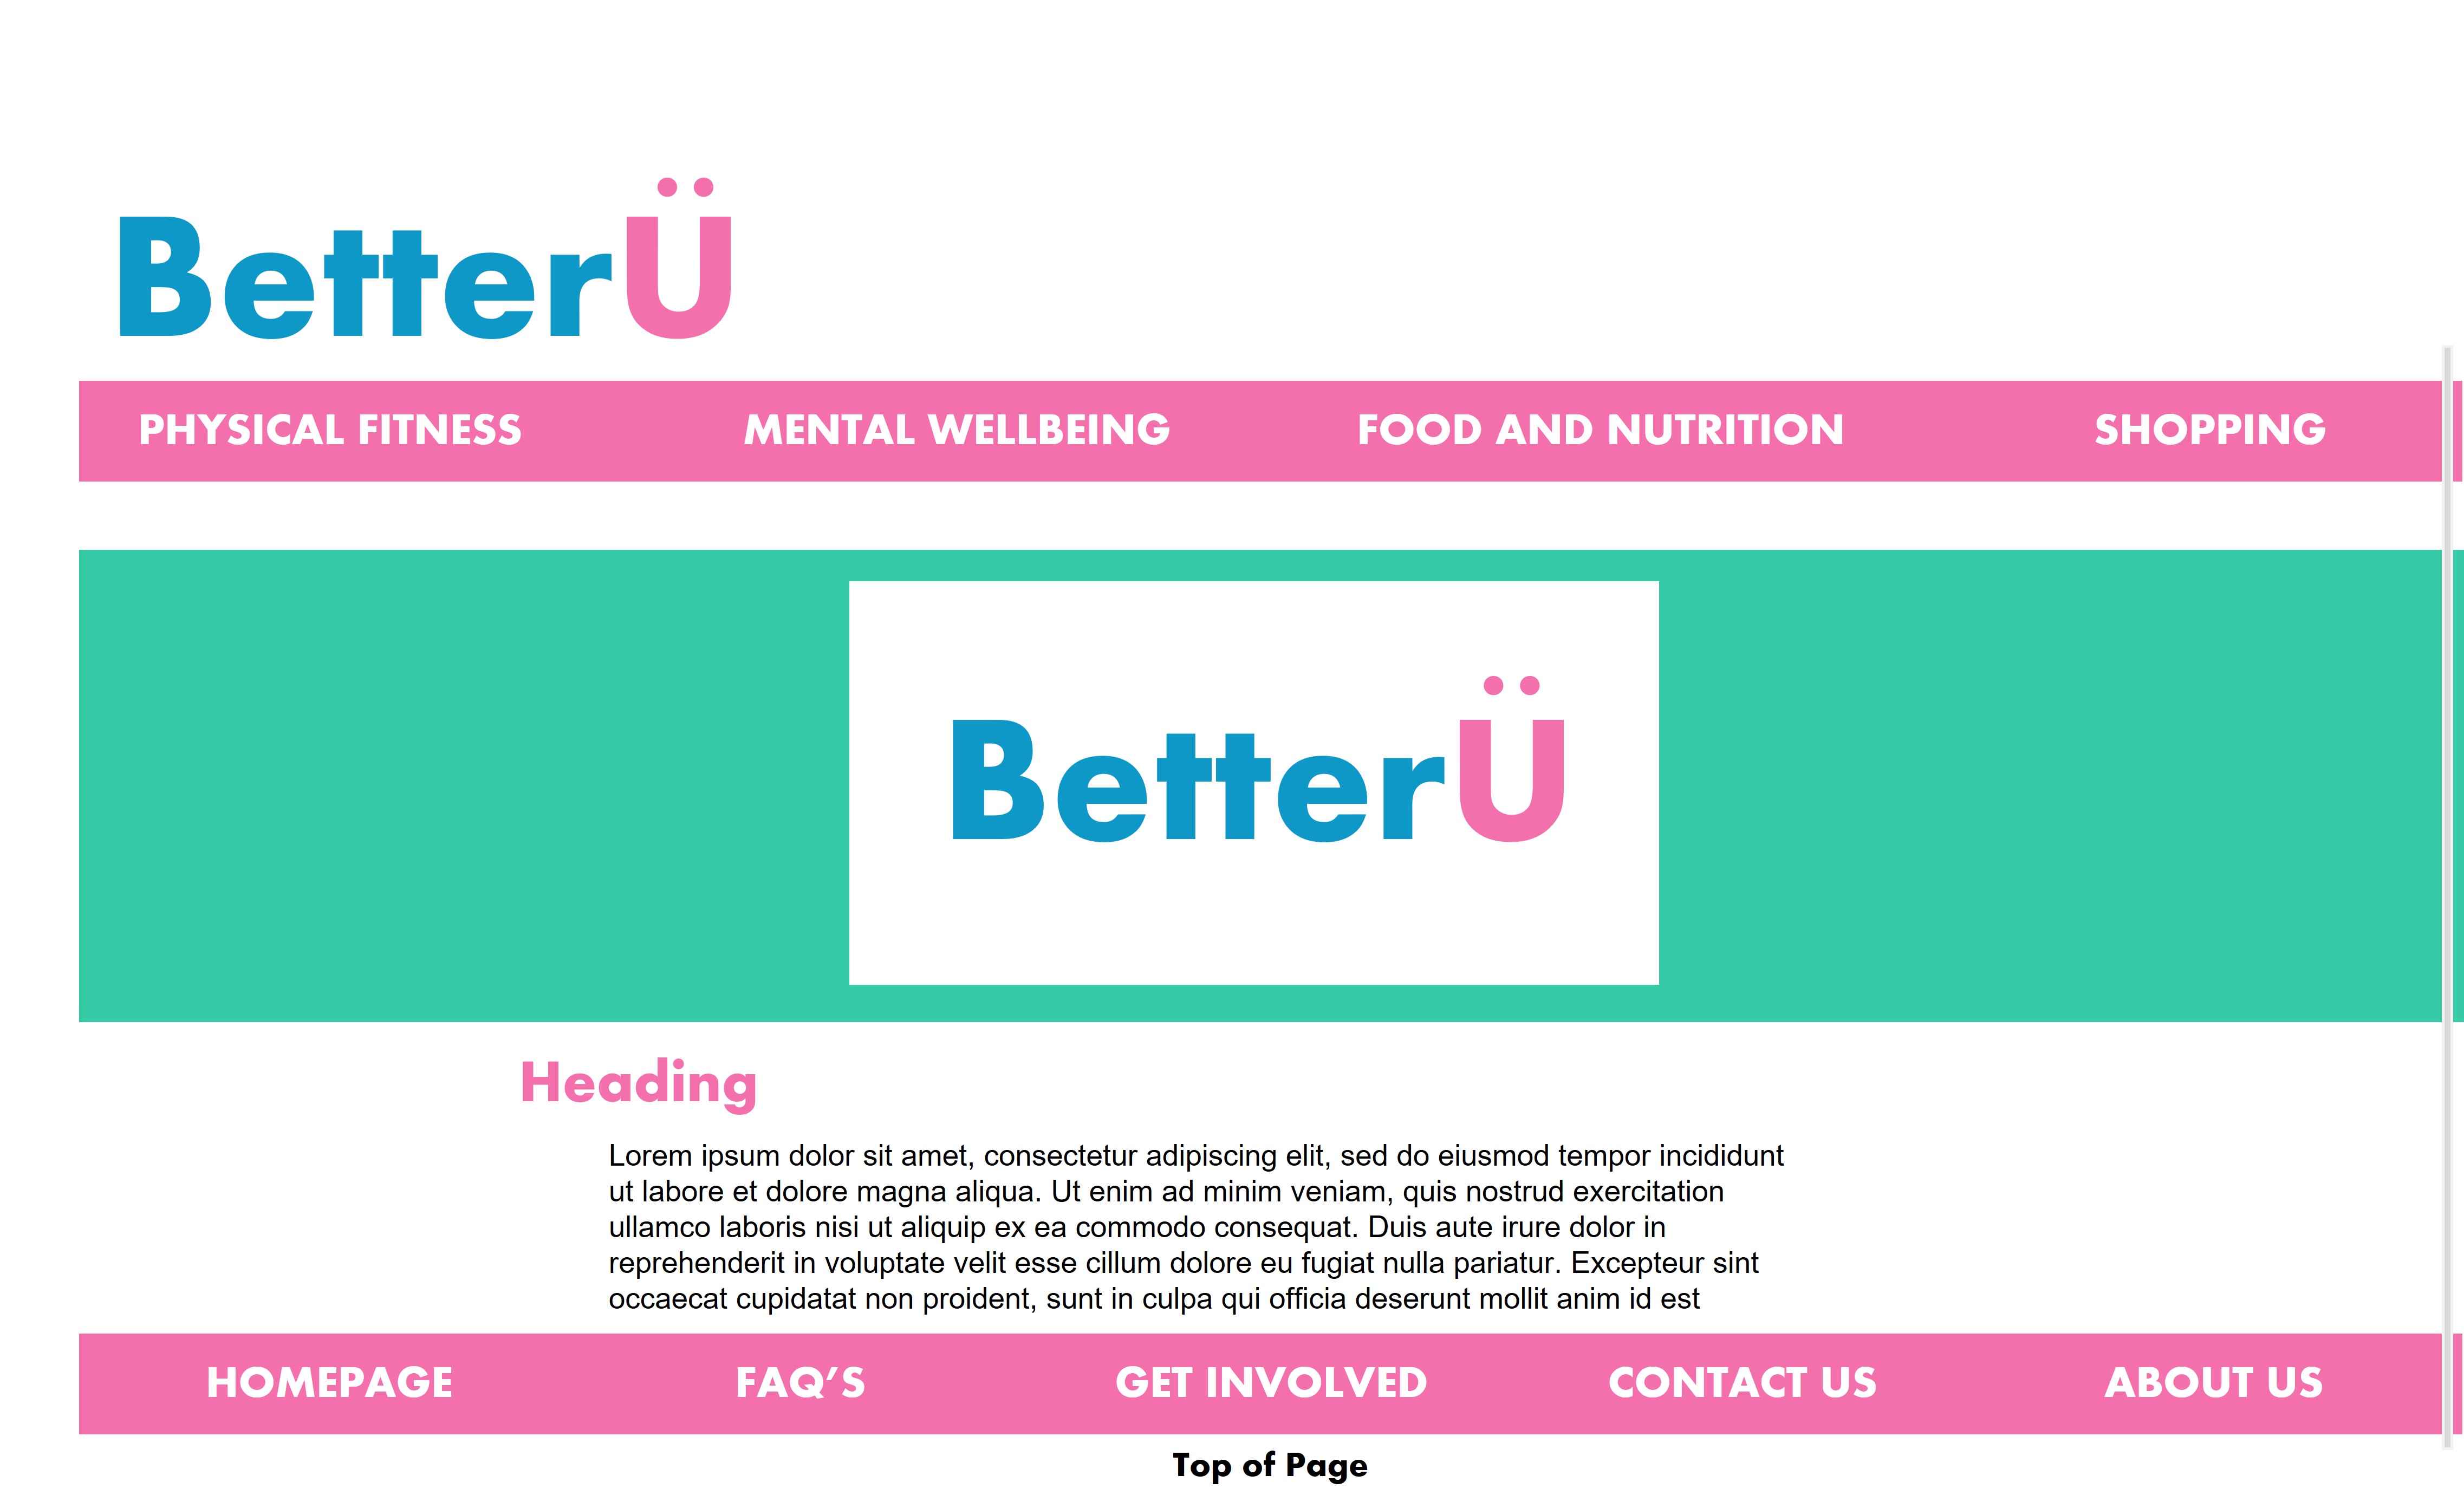 BetterÜ
PHYSICAL FITNESS MENTAL WELLBEING FOOD AND NUTRITION SHOPPING
BetterÜ
Heading
Lorem ipsum dolor sit amet, consectetur adipiscing elit, sed do eiusmod tempor incididunt
ut labore et dolore magna aliqua. Ut enim ad minim veniam, quis nostrud exercitation
ullamco laboris nisi ut aliquip ex ea commodo consequat. Duis aute irure dolor in
reprehenderit in voluptate velit esse cillum dolore eu fugiat nulla pariatur. Excepteur sint
occaecat cupidatat non proident, sunt in culpa qui officia deserunt mollit anim id est
HOMEPAGE FAQ’S GET INVOLVED CONTACT US ABOUT US
Top of Page